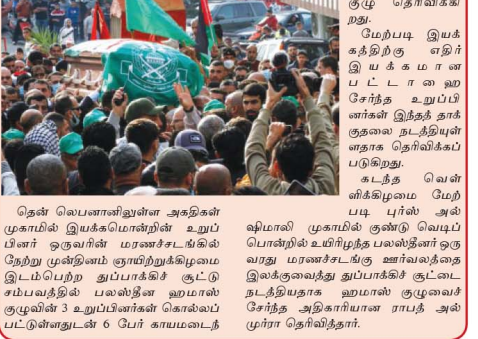 குழு தெரிவிக்கி
றது.
மேற்படி இயக்
கத்திற்கு எதிர்
இயக்கமான
பட்டாஹை
சேர்ந்த உறுப்பி
னர்கள் இந்தத் தாக்
குதலை நடத்தியுள்
ளதாக தெரிவிக்கப்
படுகிறது.
கடந்த வெள்
ளிக்கிழமை மேற்
படி புர்ஸ் அல்
தென் லெபனானிலுள்ள அகதிகள்
முகாமில் இயக்கமொன்றின் உறுப்
பினர் ஒருவரின் மரணச்சடங்கில்
நேற்று முன்தினம் ஞாயிற்றுக்கிழமை
இடம்பெற்ற துப்பாக்கிச் சூட்டு
சம்பவத்தில் பலஸ்தீன ஹமாஸ்
குழுவின் 3 உறுப்பினர்கள் கொல்லப்
பட்டுள்ளதுடன் 6 பேர் காயமடைந்
ஷிமாலி முகாமில் குண்டு வெடிப்
பொன்றில் உயிரிழந்த பலஸ்தீனர் ஒரு
வரது மரணச்சடங்கு ஊர்வலத்தை
இலக்குவைத்து துப்பாக்கிச் சூட்டை
நடத்தியதாக ஹமாஸ் குழுவைச்
சேர்ந்த அதிகாரியான ராபத் அல்
முர்ரா தெரிவித்தார்.